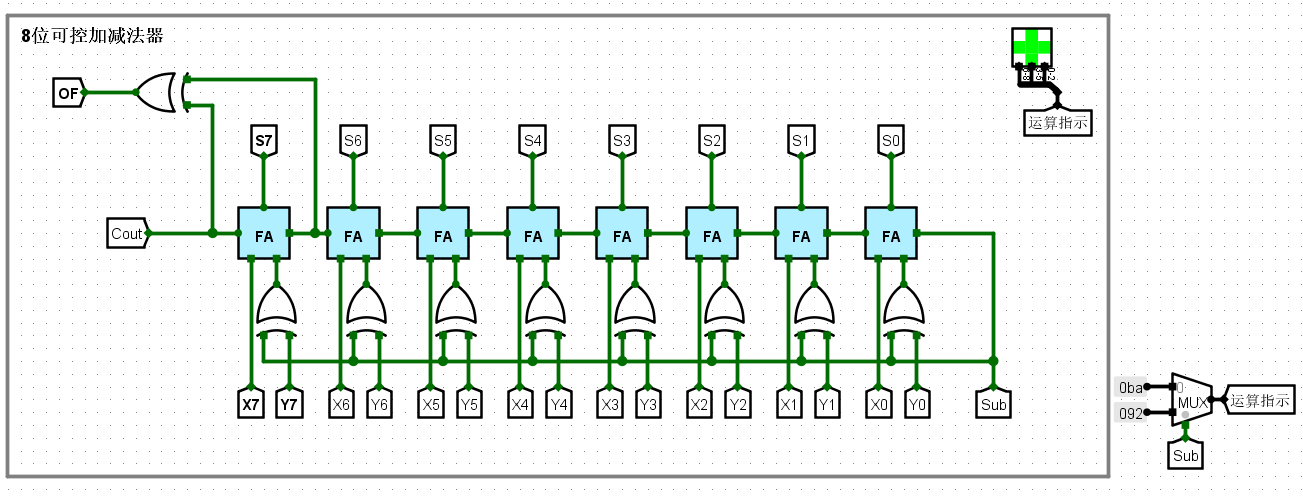 8位可控加减法器
OF
运算指示
S7 S6 S5 S4 S3 S2 S1 S0
Cout FA FA FA FA FA FA FA FA
X7 Y7 X6 Y6 X5 Y5 X4 Y4 X3 Y3 X2 Y2 X1 Y1 X0 Y0 Sub
0ba 0
092 MUX 运算指示
Sub